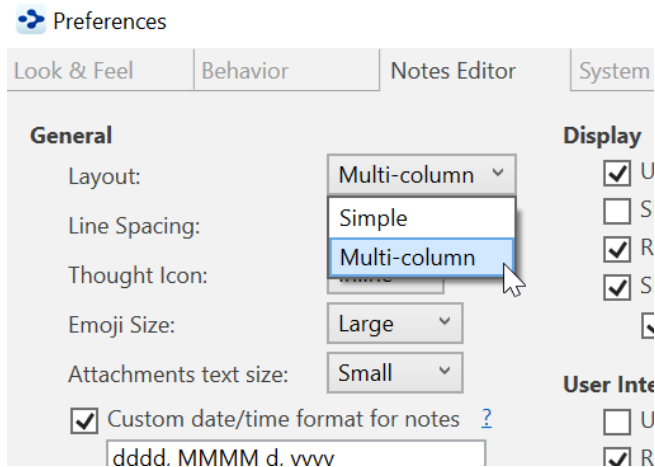 Preferences
Look & Feel
Behavior
Notes Editor
System
General
Layout:
Multi-column
Simple
Multi-column
Line Spacing:
Thought Icon:
Emoji Size:
Large
Attachments text size:
Small
Custom date/time format for notes ?
dddd, MMMM d, yyyy
Display
U
S
R
S
User Inte
U
R